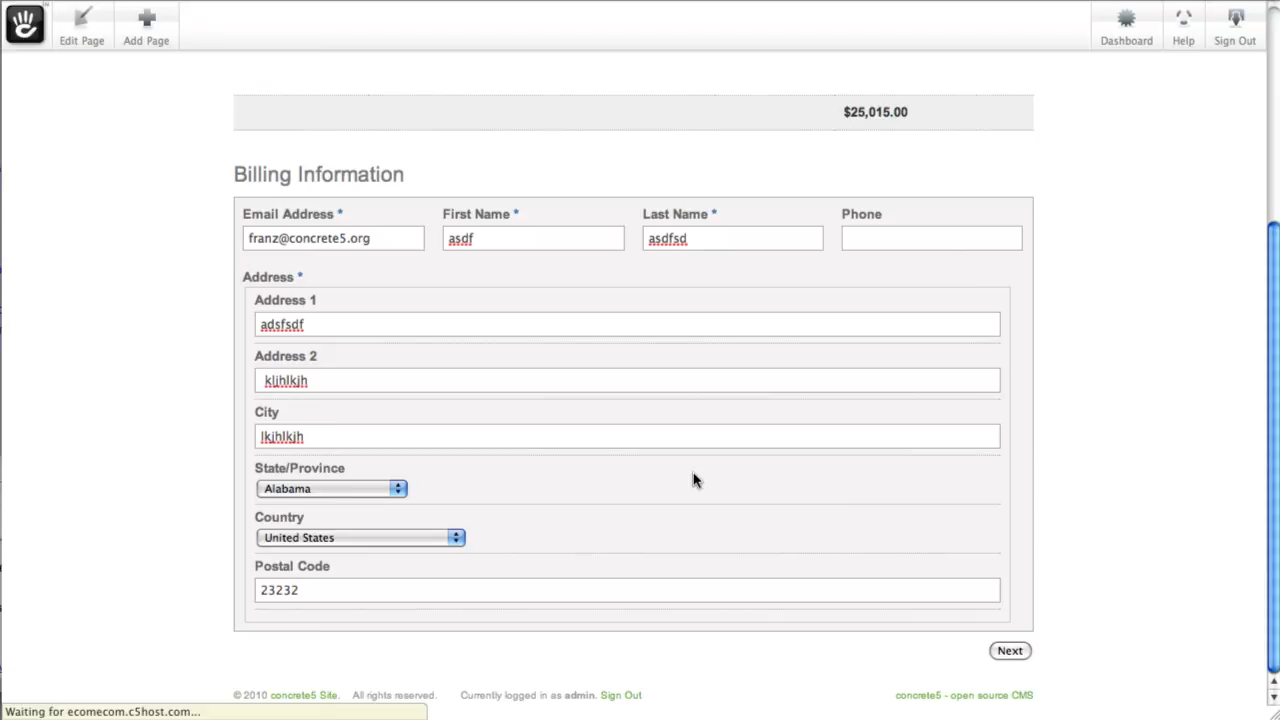 Edit Page Add Page Dashboard Help Sign Out
$25,015.00
Billing Information
Email Address * First Name * Last Name * Phone
franz@concrete5.org asdf asdfsd
Address *
Address 1
adsfsdf
Address 2
kljhlkjh
City
lkjhlkjh
State/Province
Alabama
Country
United States
Postal Code
23232
Next
© 2010 concrete5 Site. All rights reserved. Currently logged in as admin. Sign Out concrete5 - open source CMS
Waiting for ecomecom.c5host.com...